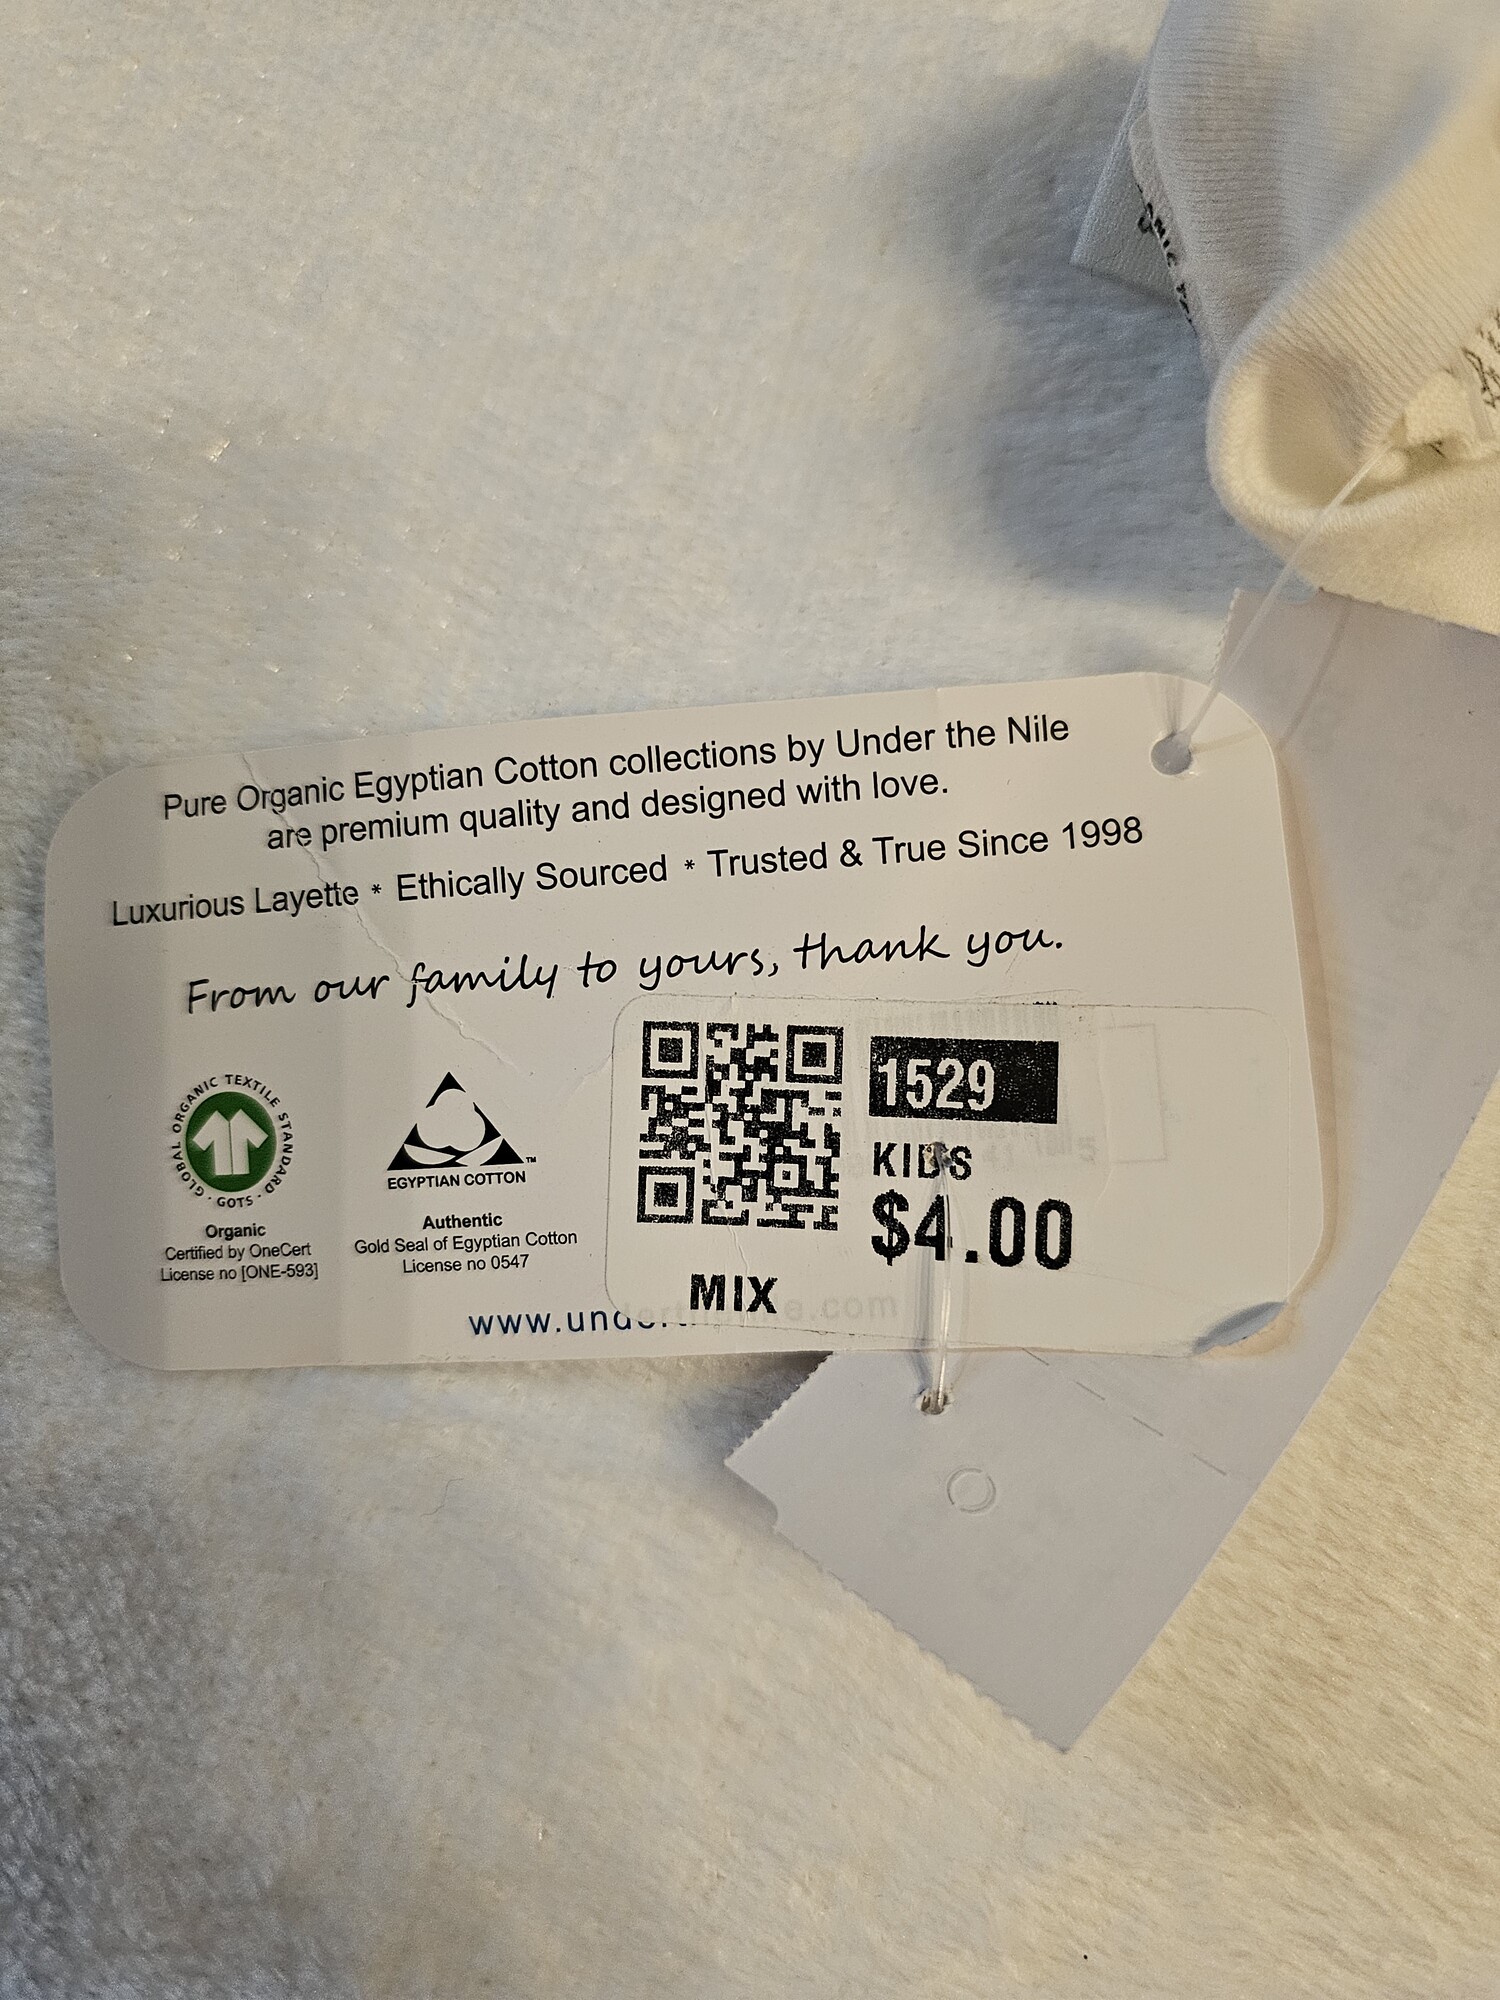 Pure Organic Egyptian Cotton collections by Under the Nile
are premium quality and designed with love.
Luxurious Layette * Ethically Sourced * Trusted & True Since 1998
From our family to yours, thank you.
GLOBAL ORGANIC TEXTILE STANDARD · GOTS ·
Organic
Certified by OneCert
License no [ONE-593]
EGYPTIAN COTTON™
Authentic
Gold Seal of Egyptian Cotton
License no 0547
1529
KIDS
$4.00
MIX